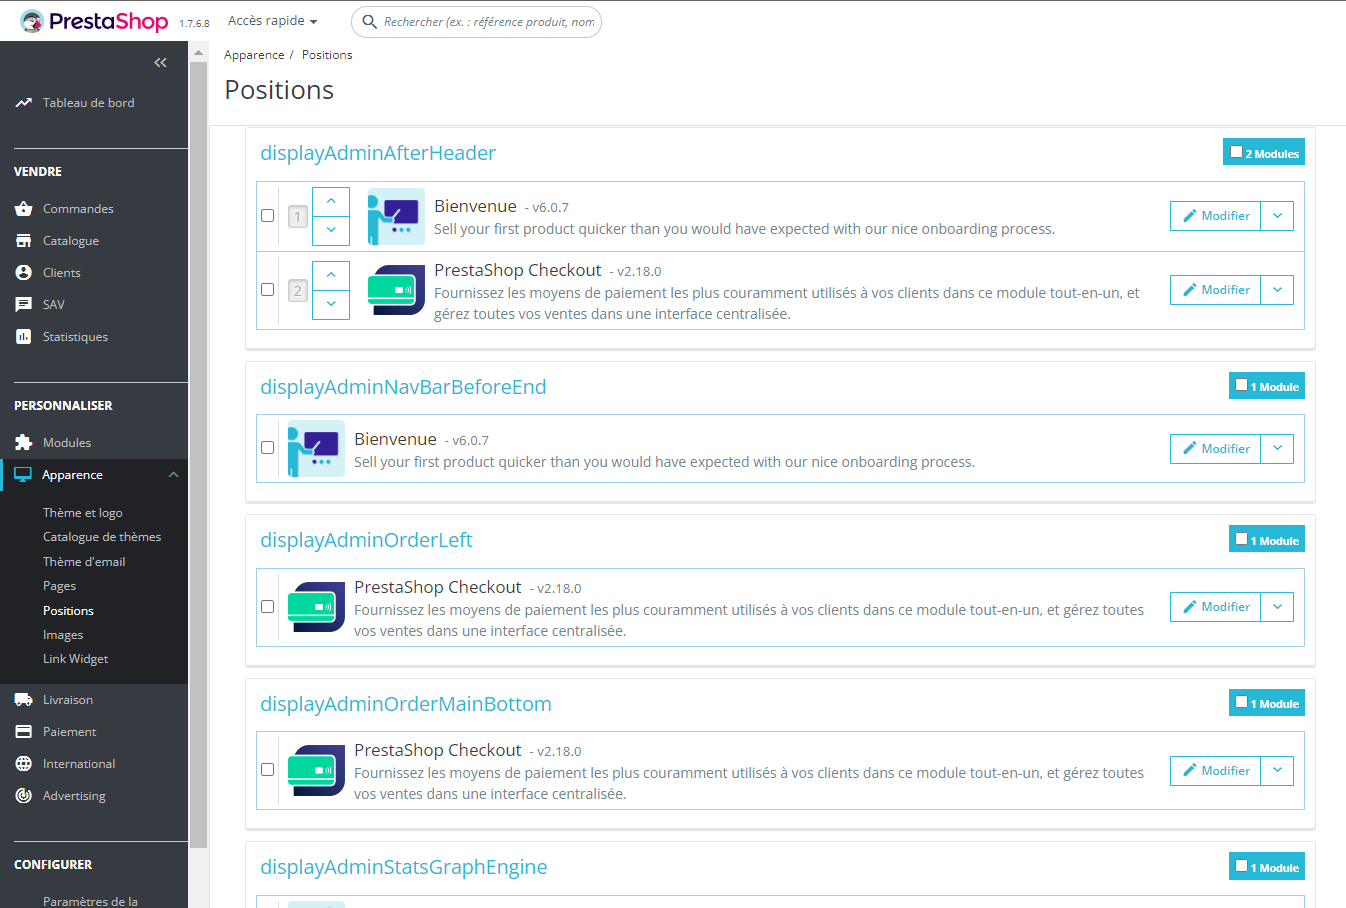 PrestaShop 1.7.6.8 Accès rapide Rechercher (ex. : référence produit, nom
Apparence / Positions
Positions
Tableau de bord
VENDRE
Commandes
Catalogue
Clients
SAV
Statistiques
PERSONNALISER
Modules
Apparence
Thème et logo
Catalogue de thèmes
Thème d'email
Pages
Positions
Images
Link Widget
Livraison
Paiement
International
Advertising
CONFIGURER
Paramètres de la
displayAdminAfterHeader 2 Modules
1 Bienvenue - v6.0.7 Modifier
Sell your first product quicker than you would have expected with our nice onboarding process.
2 PrestaShop Checkout - v2.18.0 Modifier
Fournissez les moyens de paiement les plus couramment utilisés à vos clients dans ce module tout-en-un, et
gérez toutes vos ventes dans une interface centralisée.
displayAdminNavBarBeforeEnd 1 Module
Bienvenue - v6.0.7 Modifier
Sell your first product quicker than you would have expected with our nice onboarding process.
displayAdminOrderLeft 1 Module
PrestaShop Checkout - v2.18.0 Modifier
Fournissez les moyens de paiement les plus couramment utilisés à vos clients dans ce module tout-en-un, et gérez toutes
vos ventes dans une interface centralisée.
displayAdminOrderMainBottom 1 Module
PrestaShop Checkout - v2.18.0 Modifier
Fournissez les moyens de paiement les plus couramment utilisés à vos clients dans ce module tout-en-un, et gérez toutes
vos ventes dans une interface centralisée.
displayAdminStatsGraphEngine 1 Module